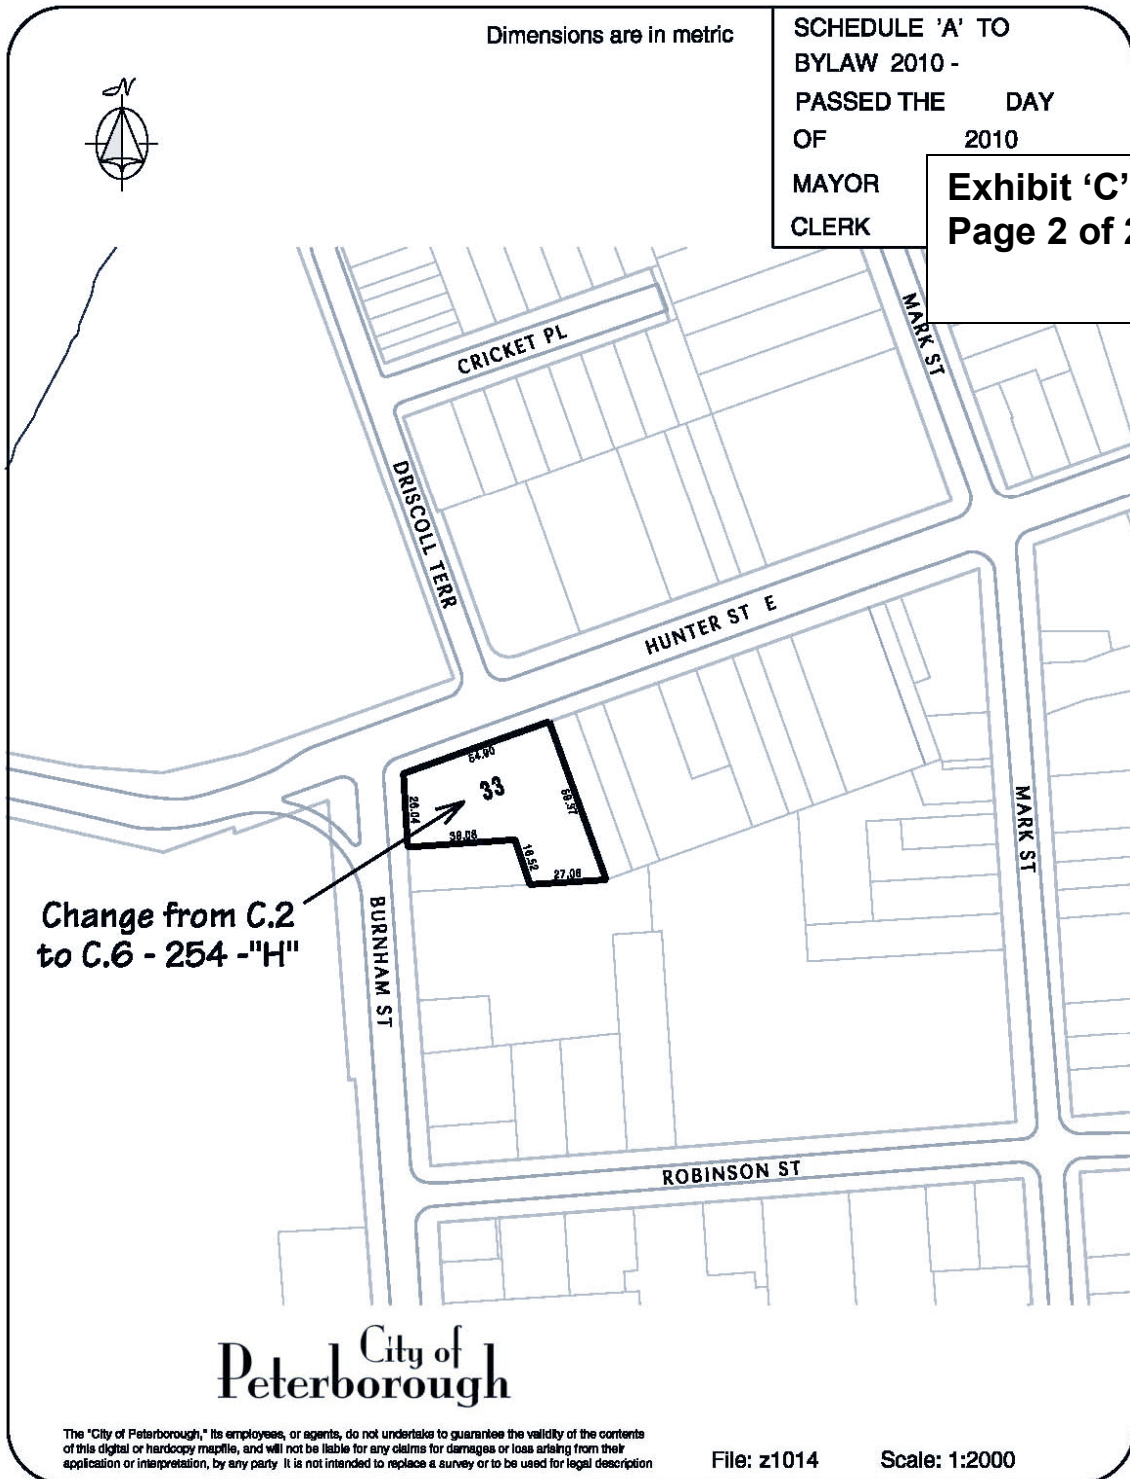 Dimensions are in metric
SCHEDULE 'A' TO
BYLAW 2010 -
PASSED THE DAY
OF 2010
MAYOR
CLERK
Exhibit ‘C’
Page 2 of 2
N
CRICKET PL
MARK ST
DRISCOLL TERR
HUNTER ST E
54.90
33
26.04
59.97
38.08
16.52
27.06
MARK ST
Change from C.2
to C.6 - 254 -"H"
BURNHAM ST
ROBINSON ST
City of
Peterborough
The "City of Peterborough," its employees, or agents, do not undertake to guarantee the validity of the contents
of this digital or hardcopy mapfile, and will not be liable for any claims for damages or loss arising from their
application or interpretation, by any party. It is not intended to replace a survey or to be used for legal description
File: z1014 Scale: 1:2000